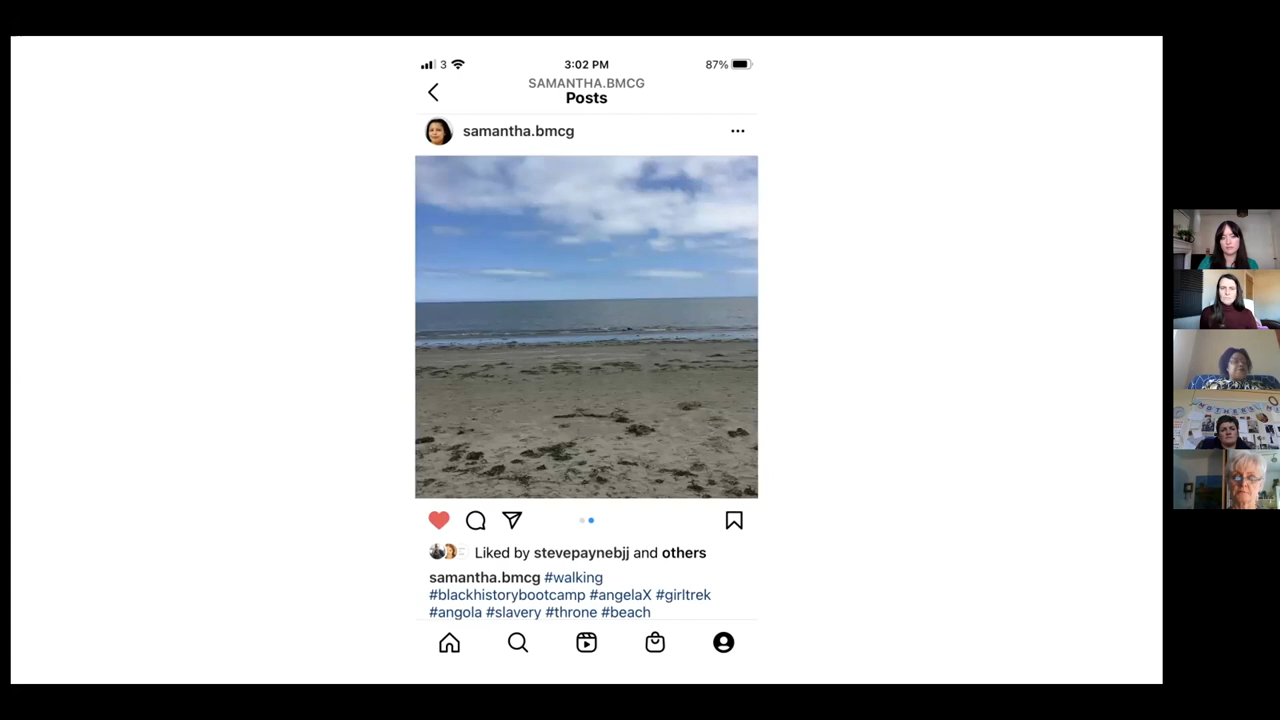 3
3:02 PM
87%
SAMANTHA.BMCG
Posts
samantha.bmcg
Liked by stevepaynebjj and others
samantha.bmcg #walking
#blackhistorybootcamp #angelaX #girltrek
#angola #slavery #throne #beach
MOTHERS